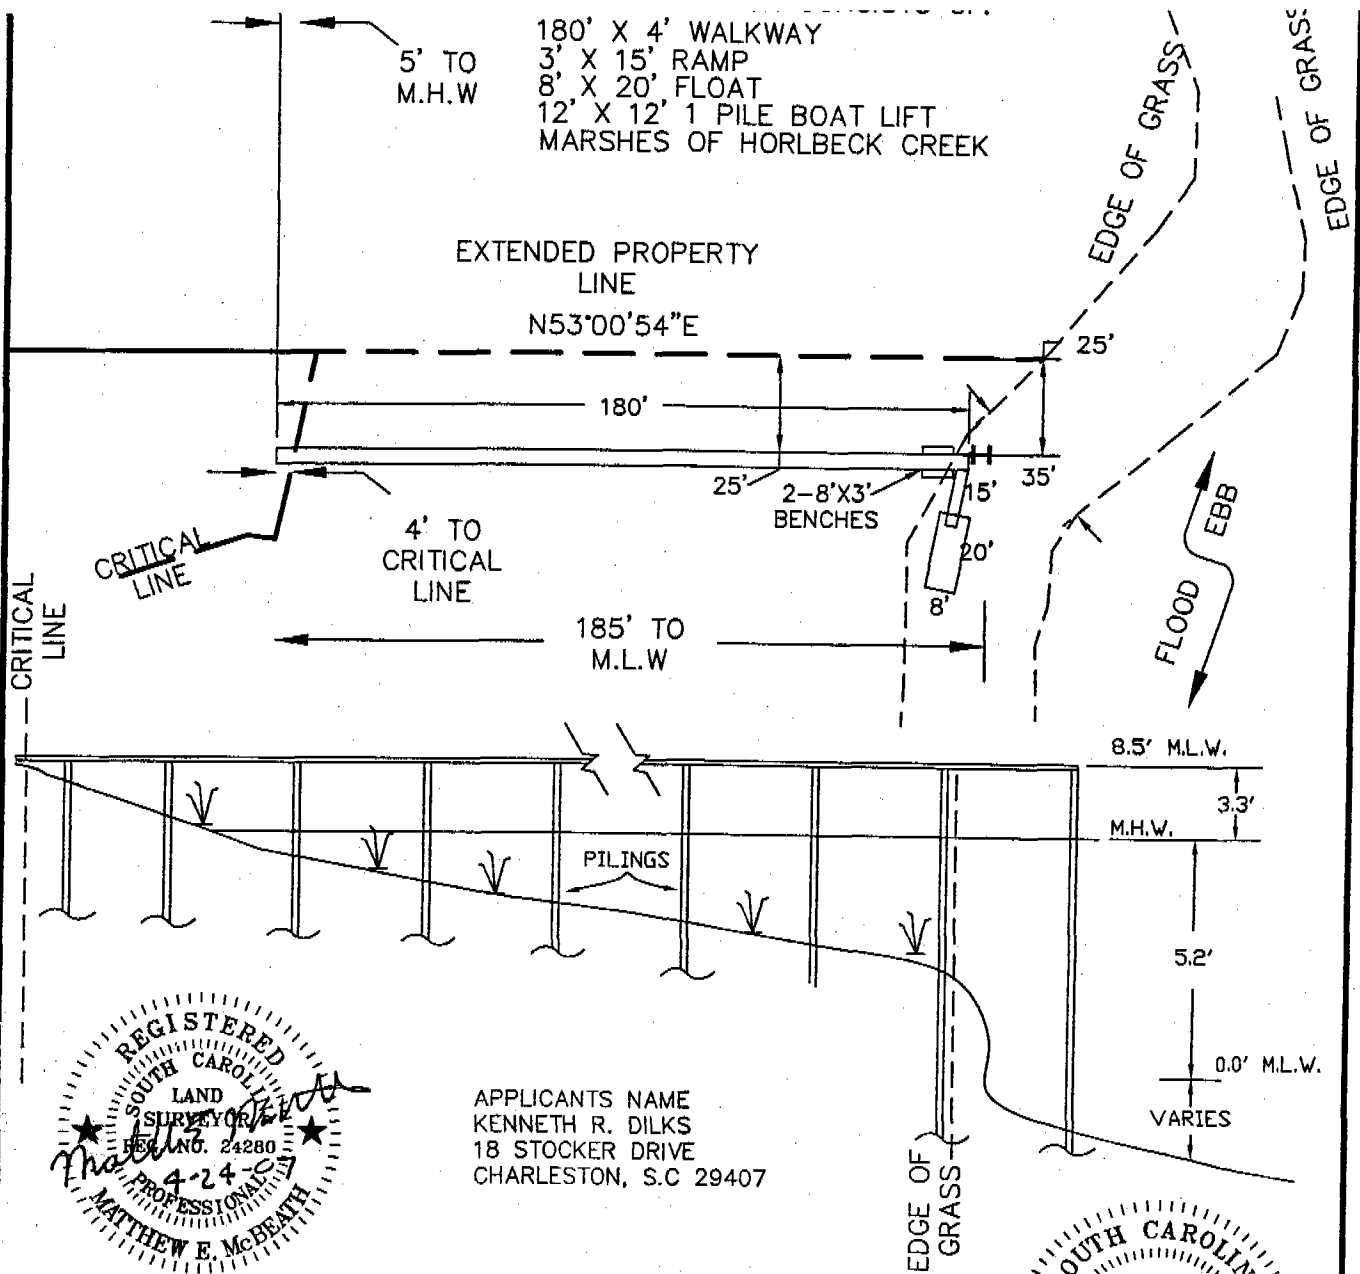 180' X 4' WALKWAY
3' X 15' RAMP
8' X 20' FLOAT
12' X 12' 1 PILE BOAT LIFT
MARSHES OF HORLBECK CREEK
5' TO
M.H.W
EDGE OF GRASS
EDGE OF GRASS
EXTENDED PROPERTY
LINE
N53°00'54"E
25'
180'
25'
35'
2-8'X3'
BENCHES
15'
20'
8'
4' TO
CRITICAL
LINE
CRITICAL
LINE
185' TO
M.L.W
EBB
FLOOD
CRITICAL
LINE
8.5' M.L.W.
3.3'
M.H.W.
PILINGS
5.2'
0.0' M.L.W.
VARIES
EDGE OF
GRASS
REGISTERED
SOUTH CAROLI
LAND
SURVEYOR
REG. NO. 24280
4-24-07
PROFESSIONAL
MATTHEW E. McBEATH
APPLICANTS NAME
KENNETH R. DILKS
18 STOCKER DRIVE
CHARLESTON, S.C 29407
OUTH CAROLIN